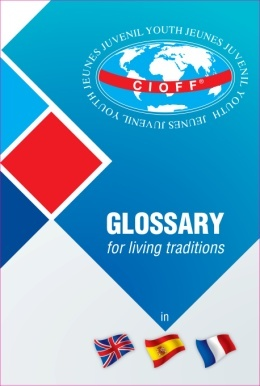 JEUNES JUVENIL YOUTH JEUNES JUVENIL YOUTH JEUNES JUVENIL YOUTH
CIOFF®
GLOSSARY
for living traditions
in